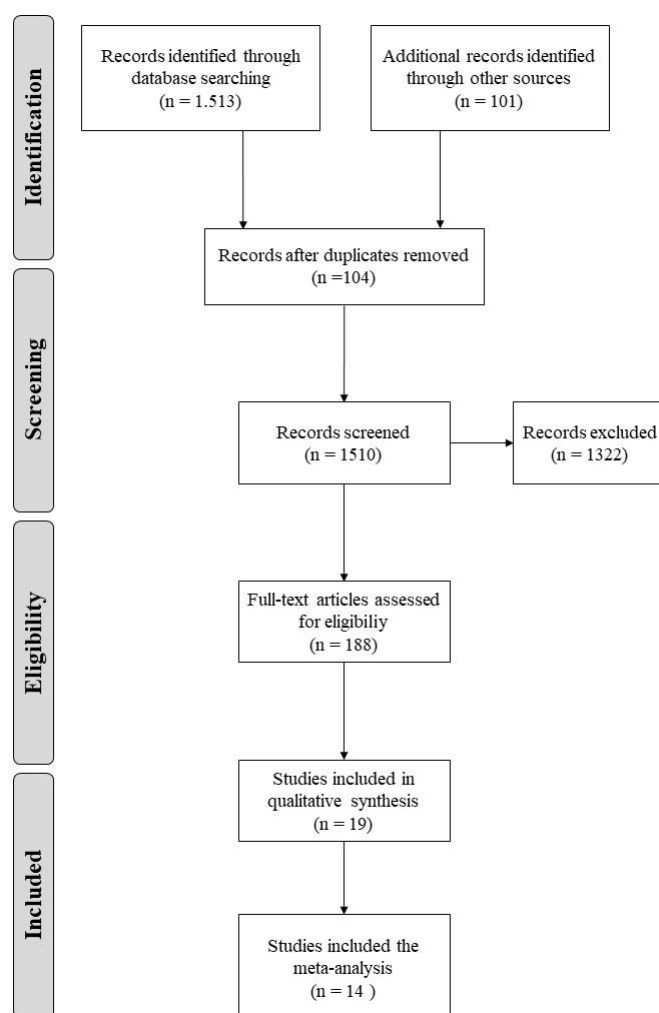 Identification
Records identified through
database searching
(n = 1.513)
Additional records identified
through other sources
(n = 101)
Records after duplicates removed
(n =104)
Screening
Records screened
(n = 1510)
Records excluded
(n = 1322)
Eligibility
Full-text articles assessed
for eligibiliy
(n = 188)
Included
Studies included in
qualitative synthesis
(n = 19)
Studies included the
meta-analysis
(n = 14 )